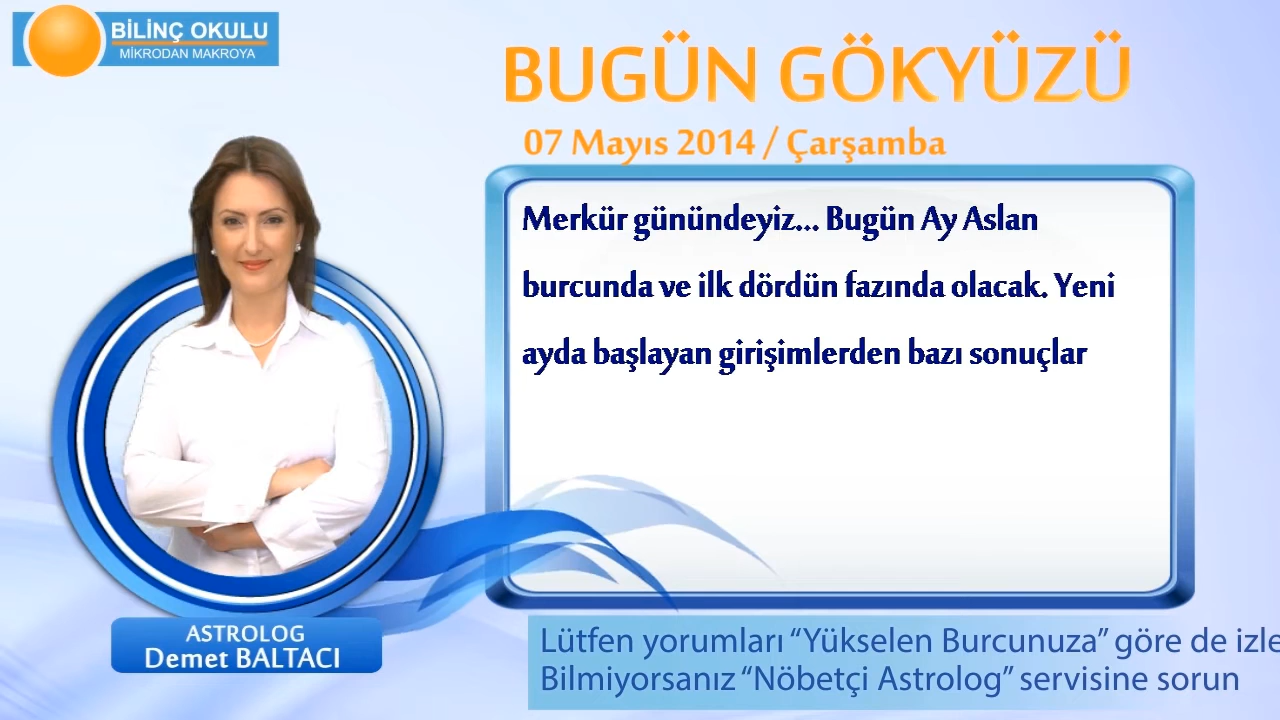 BİLİNÇ OKULU
MİKRODAN MAKROYA
BUGÜN GÖKYÜZÜ
07 Mayıs 2014 / Çarşamba
Merkür günündeyiz... Bugün Ay Aslan
burcunda ve ilk dördün fazında olacak. Yeni
ayda başlayan girişimlerden bazı sonuçlar
ASTROLOG
Demet BALTACI
Lütfen yorumları “Yükselen Burcunuza” göre de izle
Bilmiyorsanız “Nöbetçi Astrolog” servisine sorun